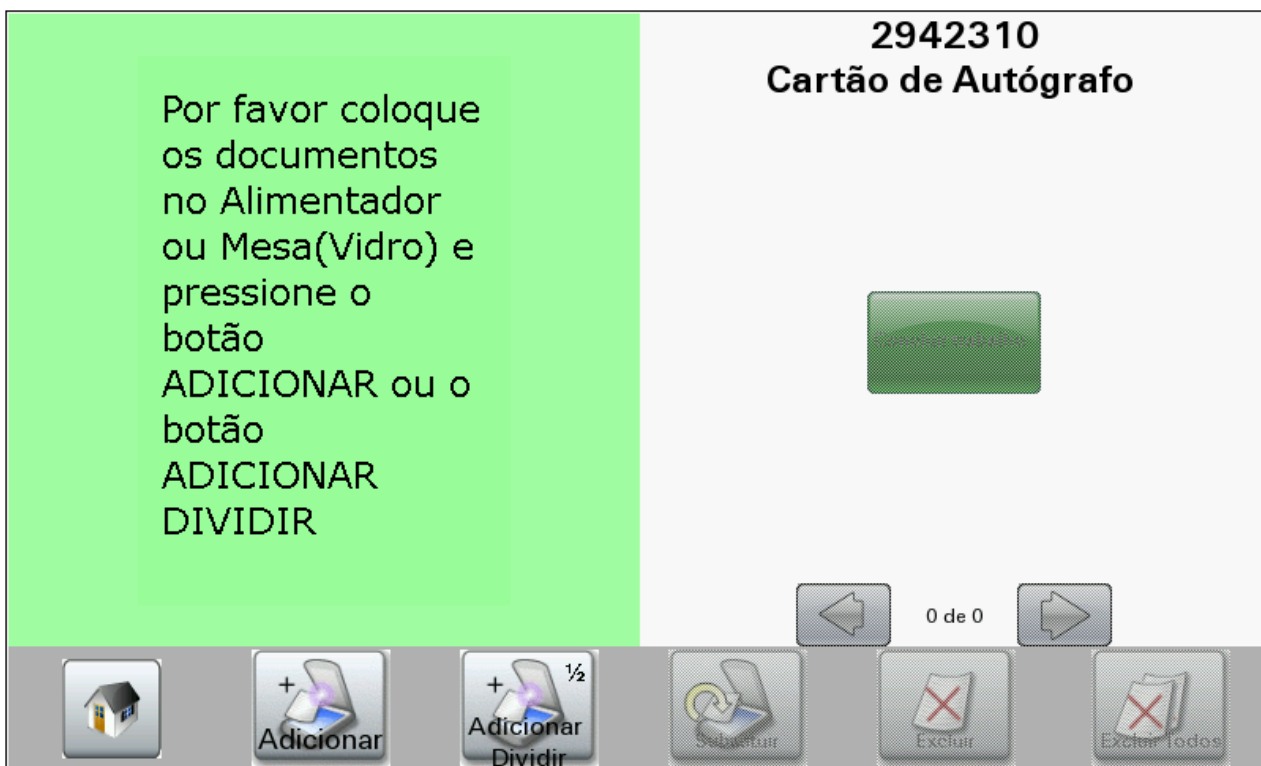 Por favor coloque
os documentos
no Alimentador
ou Mesa(Vidro) e
pressione o
botão
ADICIONAR ou o
botão
ADICIONAR
DIVIDIR
2942310
Cartão de Autógrafo
0 de 0
+
Adicionar
+ ½
Adicionar
Dividir
Substituir
Excluir
Excluir Todos